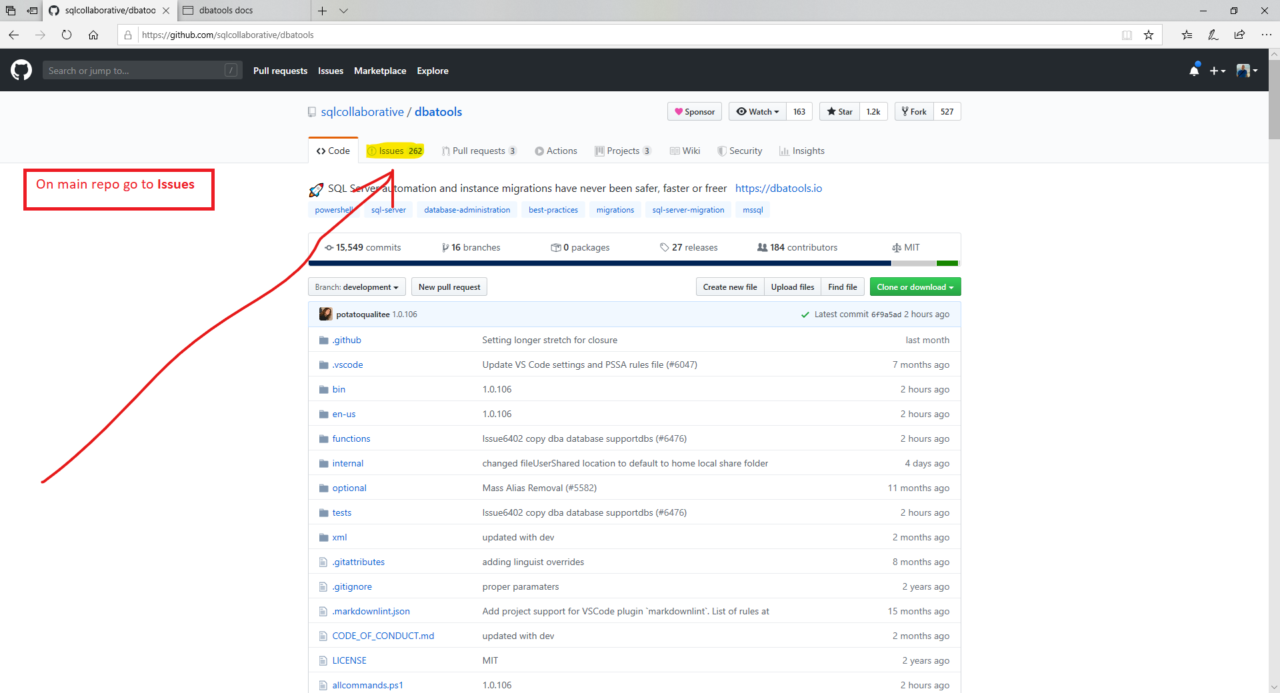 sqlcollaborative/dbatoo
dbatools docs
https://github.com/sqlcollaborative/dbatools
Search or jump to... /
Pull requests Issues Marketplace Explore
sqlcollaborative / dbatools
Sponsor Watch 163 Star 1.2k Fork 527
Code Issues 262 Pull requests 3 Actions Projects 3 Wiki Security Insights
On main repo go to Issues
SQL Server automation and instance migrations have never been safer, faster or freer https://dbatools.io
powershell sql-server database-administration best-practices migrations sql-server-migration mssql
15,549 commits 16 branches 0 packages 27 releases 184 contributors MIT
Branch: development New pull request Create new file Upload files Find file Clone or download
potatoqualitee 1.0.106 Latest commit 6f9a5ad 2 hours ago
.github Setting longer stretch for closure last month
.vscode Update VS Code settings and PSSA rules file (#6047) 7 months ago
bin 1.0.106 2 hours ago
en-us 1.0.106 2 hours ago
functions Issue6402 copy dba database supportdbs (#6476) 2 hours ago
internal changed fileUserShared location to default to home local share folder 4 days ago
optional Mass Alias Removal (#5582) 11 months ago
tests Issue6402 copy dba database supportdbs (#6476) 2 hours ago
xml updated with dev 2 months ago
.gitattributes adding linguist overrides 8 months ago
.gitignore proper paramaters 2 years ago
.markdownlint.json Add project support for VSCode plugin `markdownlint`. List of rules at 15 months ago
CODE_OF_CONDUCT.md updated with dev 2 months ago
LICENSE MIT 2 years ago
allcommands.ps1 1.0.106 2 hours ago